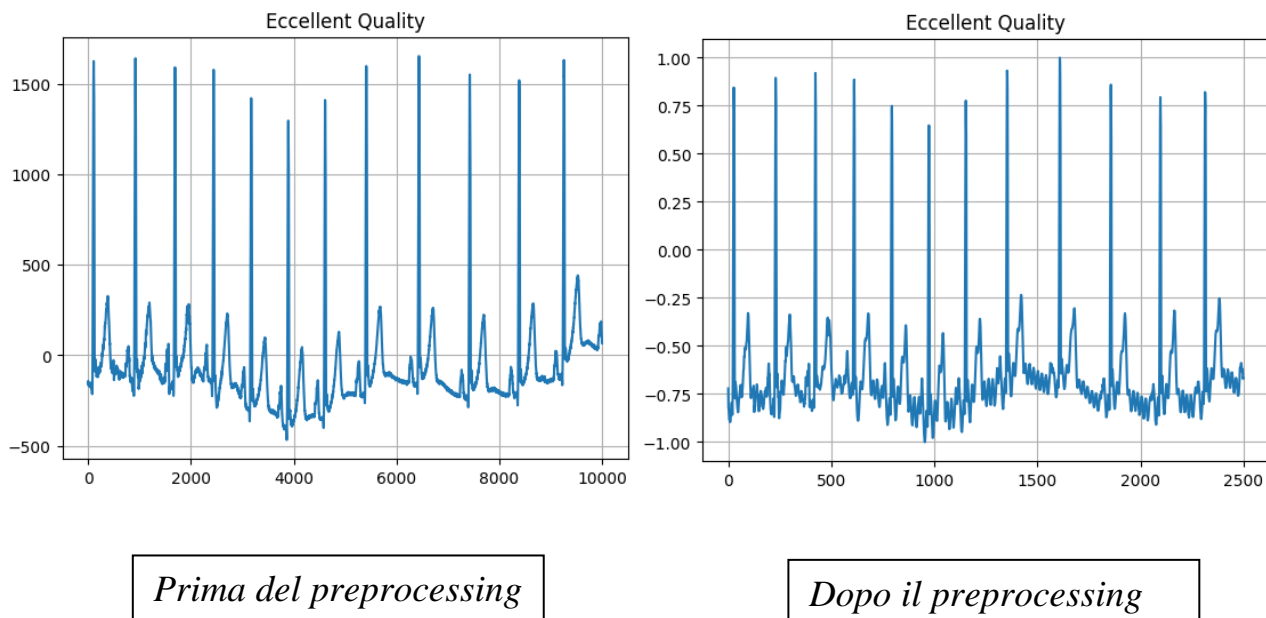 Eccellent Quality
1500
1000
500
0
−500
0 2000 4000 6000 8000 10000
Eccellent Quality
1.00
0.75
0.50
0.25
0.00
−0.25
−0.50
−0.75
−1.00
0 500 1000 1500 2000 2500
Prima del preprocessing
Dopo il preprocessing